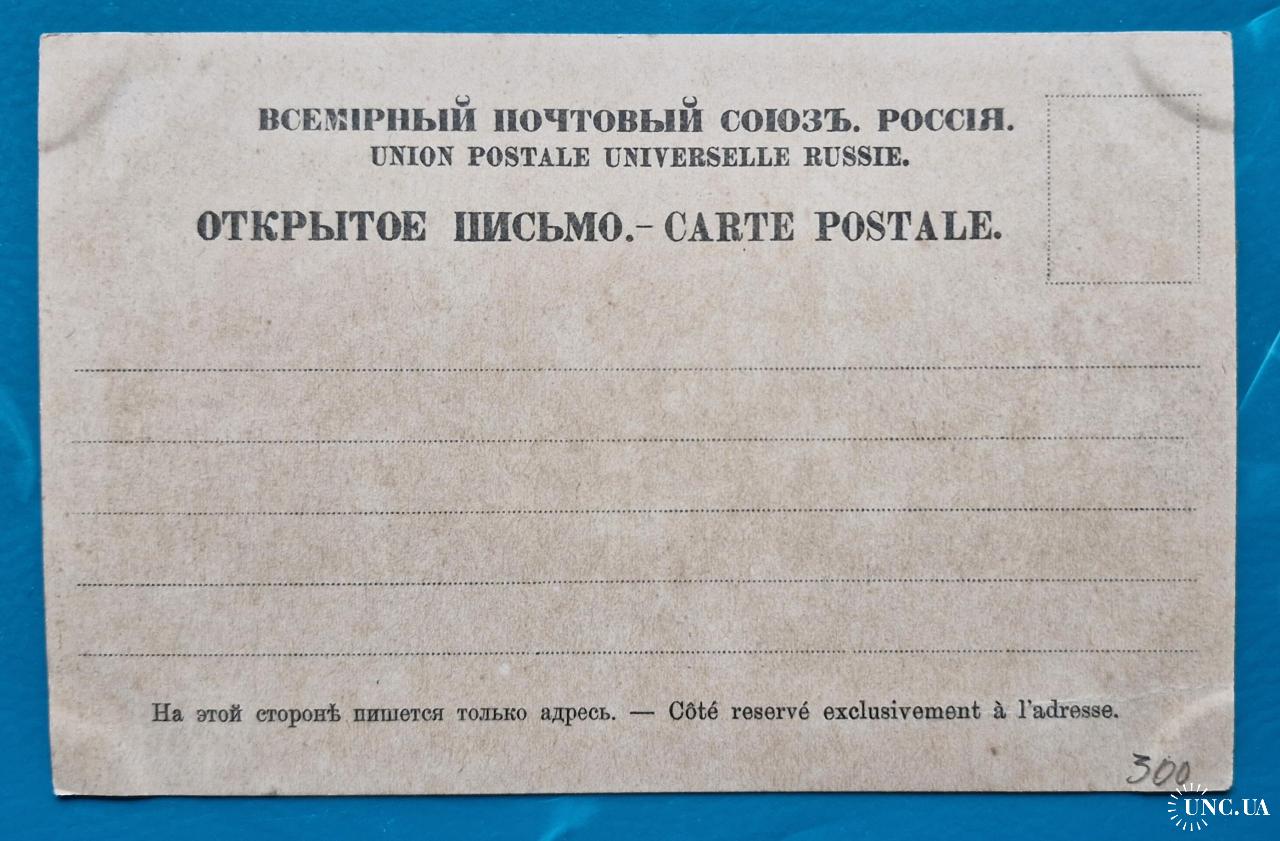 ВСЕМІРНЫЙ ПОЧТОВЫЙ СОЮЗЪ. РОССІЯ.
UNION POSTALE UNIVERSELLE RUSSIE.
ОТКРЫТОЕ ПИСЬМО.–CARTE POSTALE.
На этой сторонѣ пишется только адресь. — Côté reservé exclusivement à l'adresse.
300
UNC.UA